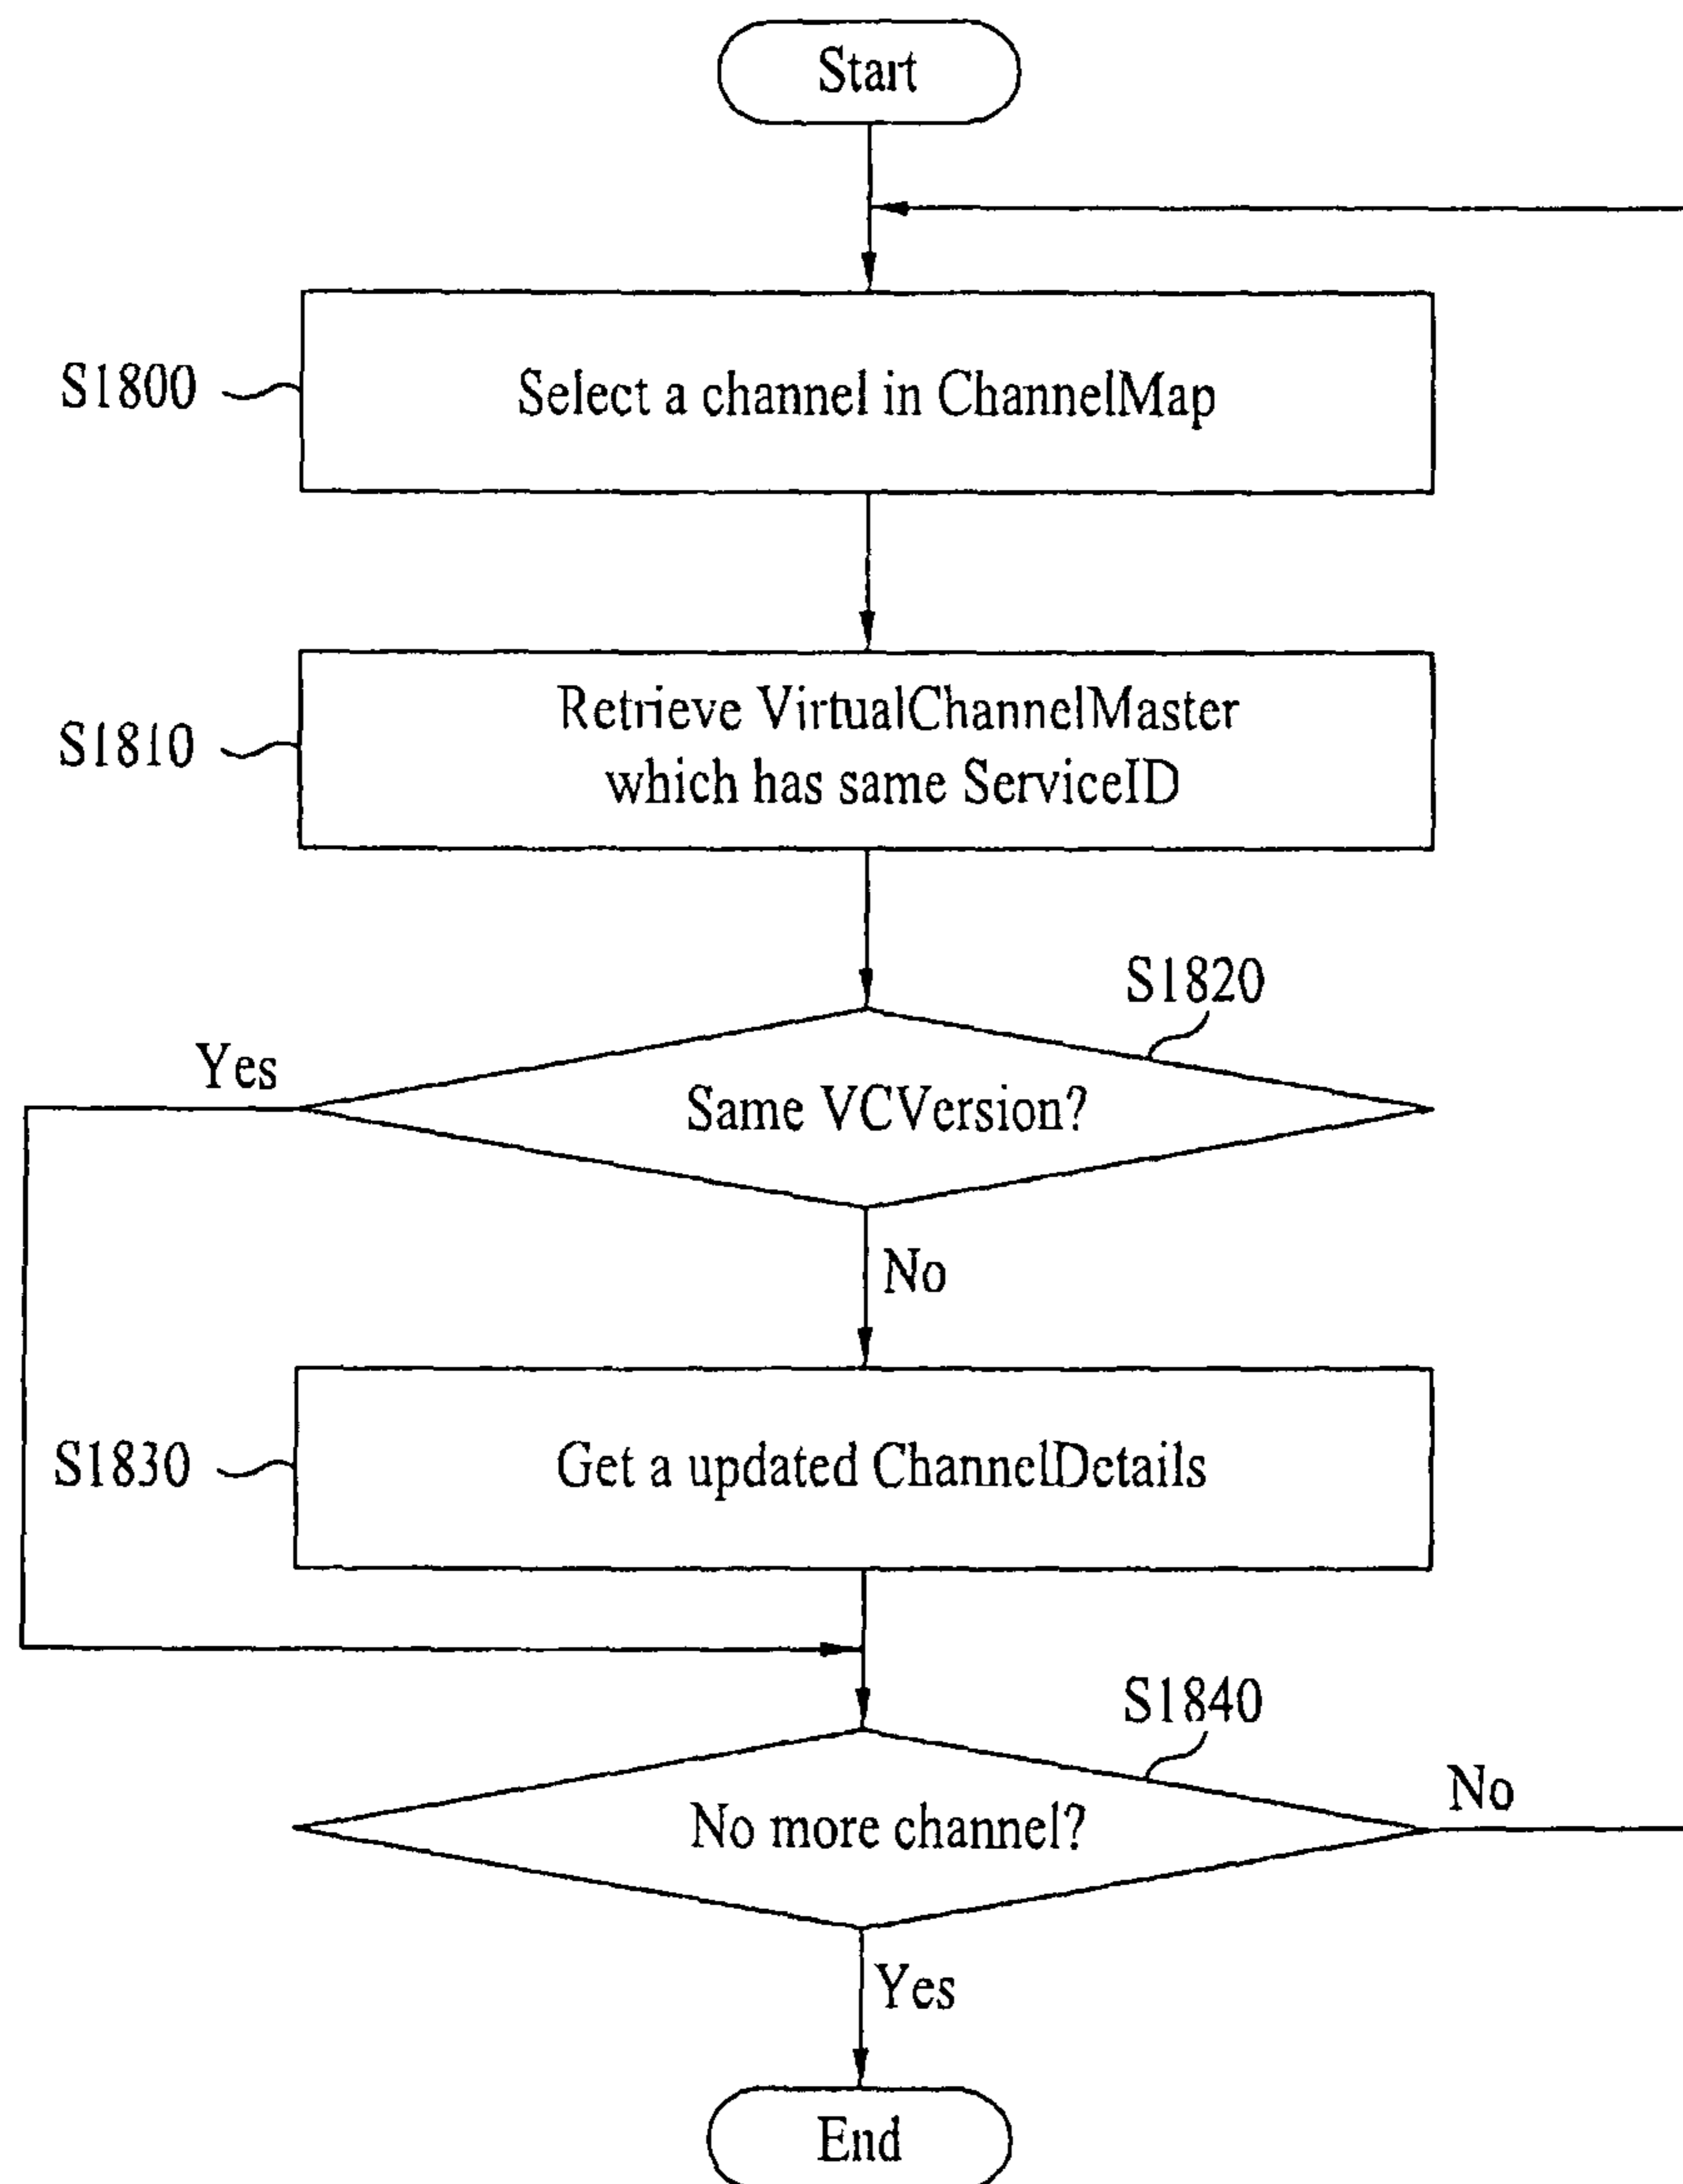 Start
S1800
Select a channel in ChannelMap
S1810
Retrieve VirtualChannelMaster
which has same ServiceID
S1820
Yes
Same VCVersion?
No
S1830
Get a updated ChannelDetails
S1840
No
No more channel?
Yes
End